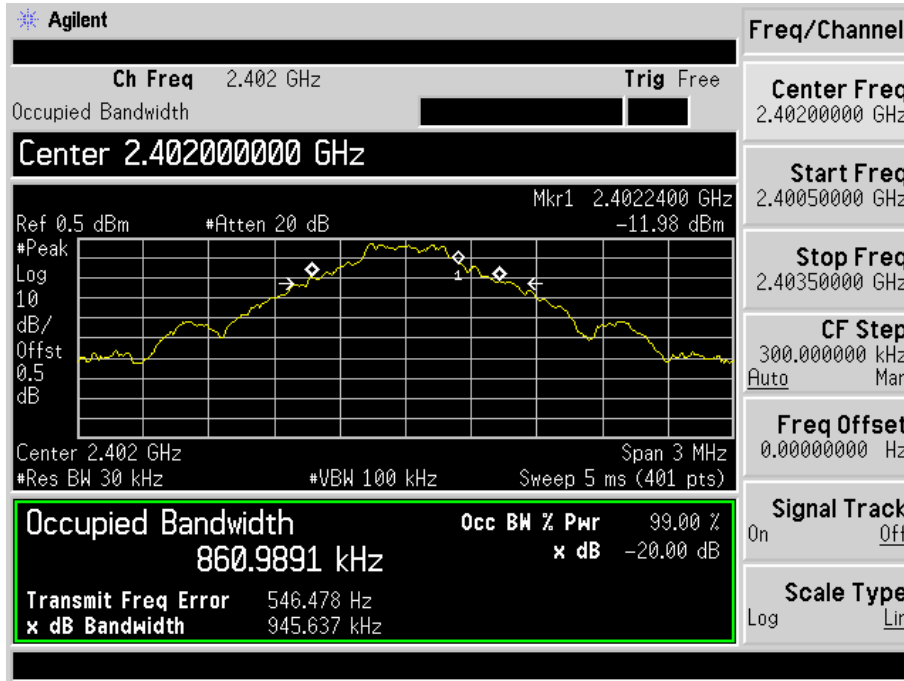 Agilent
Freq/Channel
Ch Freq 2.402 GHz Trig Free
Occupied Bandwidth
Center 2.402000000 GHz
Mkr1 2.4022400 GHz
Ref 0.5 dBm #Atten 20 dB -11.98 dBm
#Peak
Log
10
dB/
Offst
0.5
dB
1
Center 2.402 GHz Span 3 MHz
#Res BW 30 kHz #VBW 100 kHz Sweep 5 ms (401 pts)
Occupied Bandwidth
860.9891 kHz
Occ BW % Pwr 99.00 %
x dB -20.00 dB
Transmit Freq Error 546.478 Hz
x dB Bandwidth 945.637 kHz
Center Freq
2.40200000 GHz
Start Freq
2.40050000 GHz
Stop Freq
2.40350000 GHz
CF Step
300.000000 kHz
Auto Man
Freq Offset
0.00000000 Hz
Signal Track
On Off
Scale Type
Log Lin